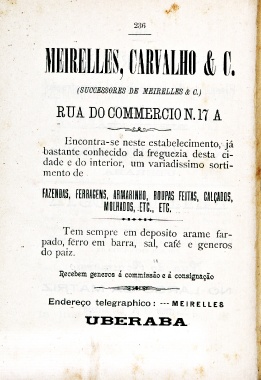 236
MEIRELLES, CARVALHO & C.
(SUCCESSORES DE MEIRELLES & C.)
RUA DO COMMERCIO N. 17 A
Encontra-se neste estabelecimento, já
bastante conhecido da freguezia desta ci-
dade e do interior, um variadissimo sorti-
mento de
FAZENDAS, FERRAGENS, ARMARINHO, ROUPAS FEITAS, CALÇADOS,
MOLHADOS, ETC., ETC.
Tem sempre em deposito arame far-
pado, ferro em barra, sal, café e generos
do paiz.
Recebem generos á commissão e á consignação
Endereço telegraphico: --- MEIRELLES
UBERABA